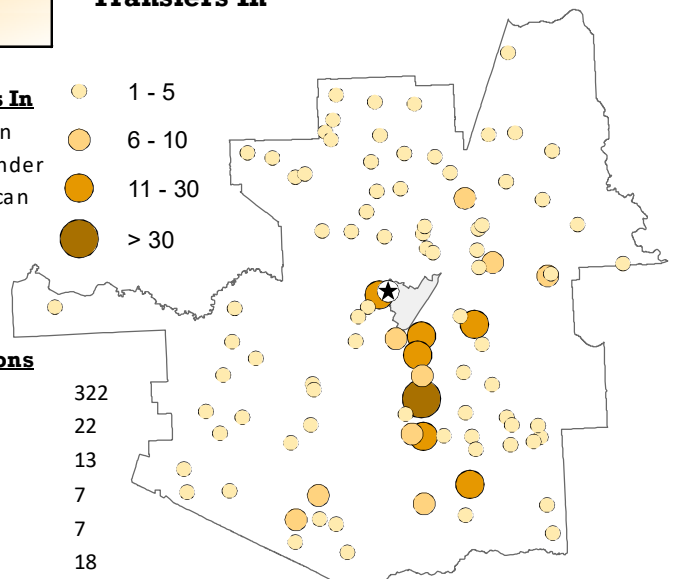 Transfers In
s In
1 - 5
n
6 - 10
nder
11 - 30
can
> 30
ons
322
22
13
7
7
18